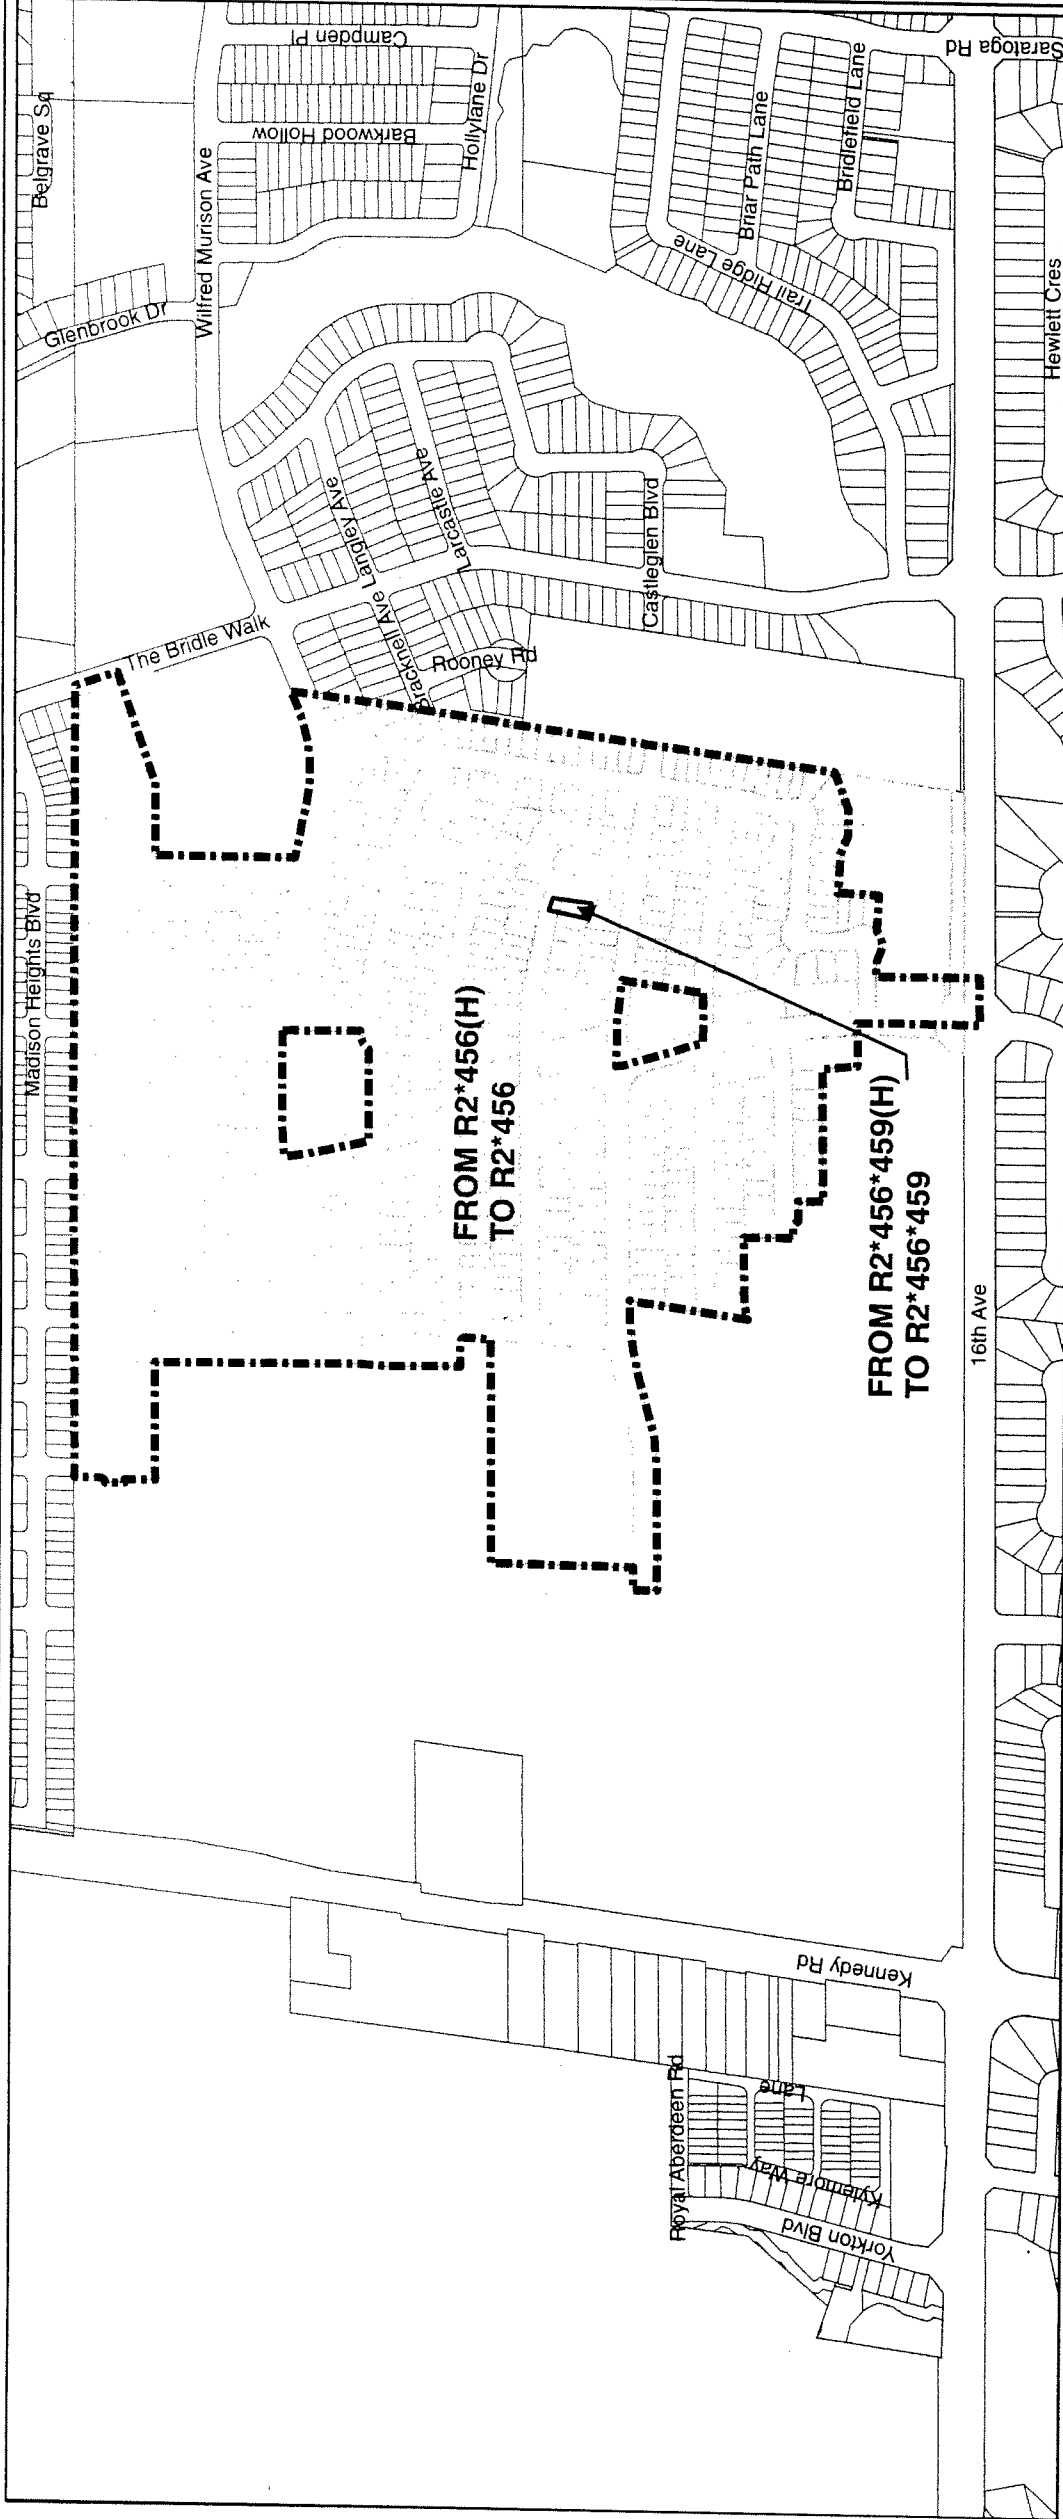 Belgrave Sq
Campden Pl
Barkwood Hollow
Hollylane Dr
Wilfred Murison Ave
Glenbrook Dr
Saratoga Rd
Bridlefield Lane
Briar Path Lane
Trail Ridge Lane
Hewlett Cres
Langley Ave
Larcastle Ave
Bracknell Ave
Castleglen Blvd
Rooney Rd
The Bridle Walk
Madison Heights Blvd
FROM R2*456(H)
TO R2*456
FROM R2*456*459(H)
TO R2*456*459
16th Ave
Kennedy Rd
Royal Aberdeen Rd
Lane
Kylemore Way
Yorkton Blvd